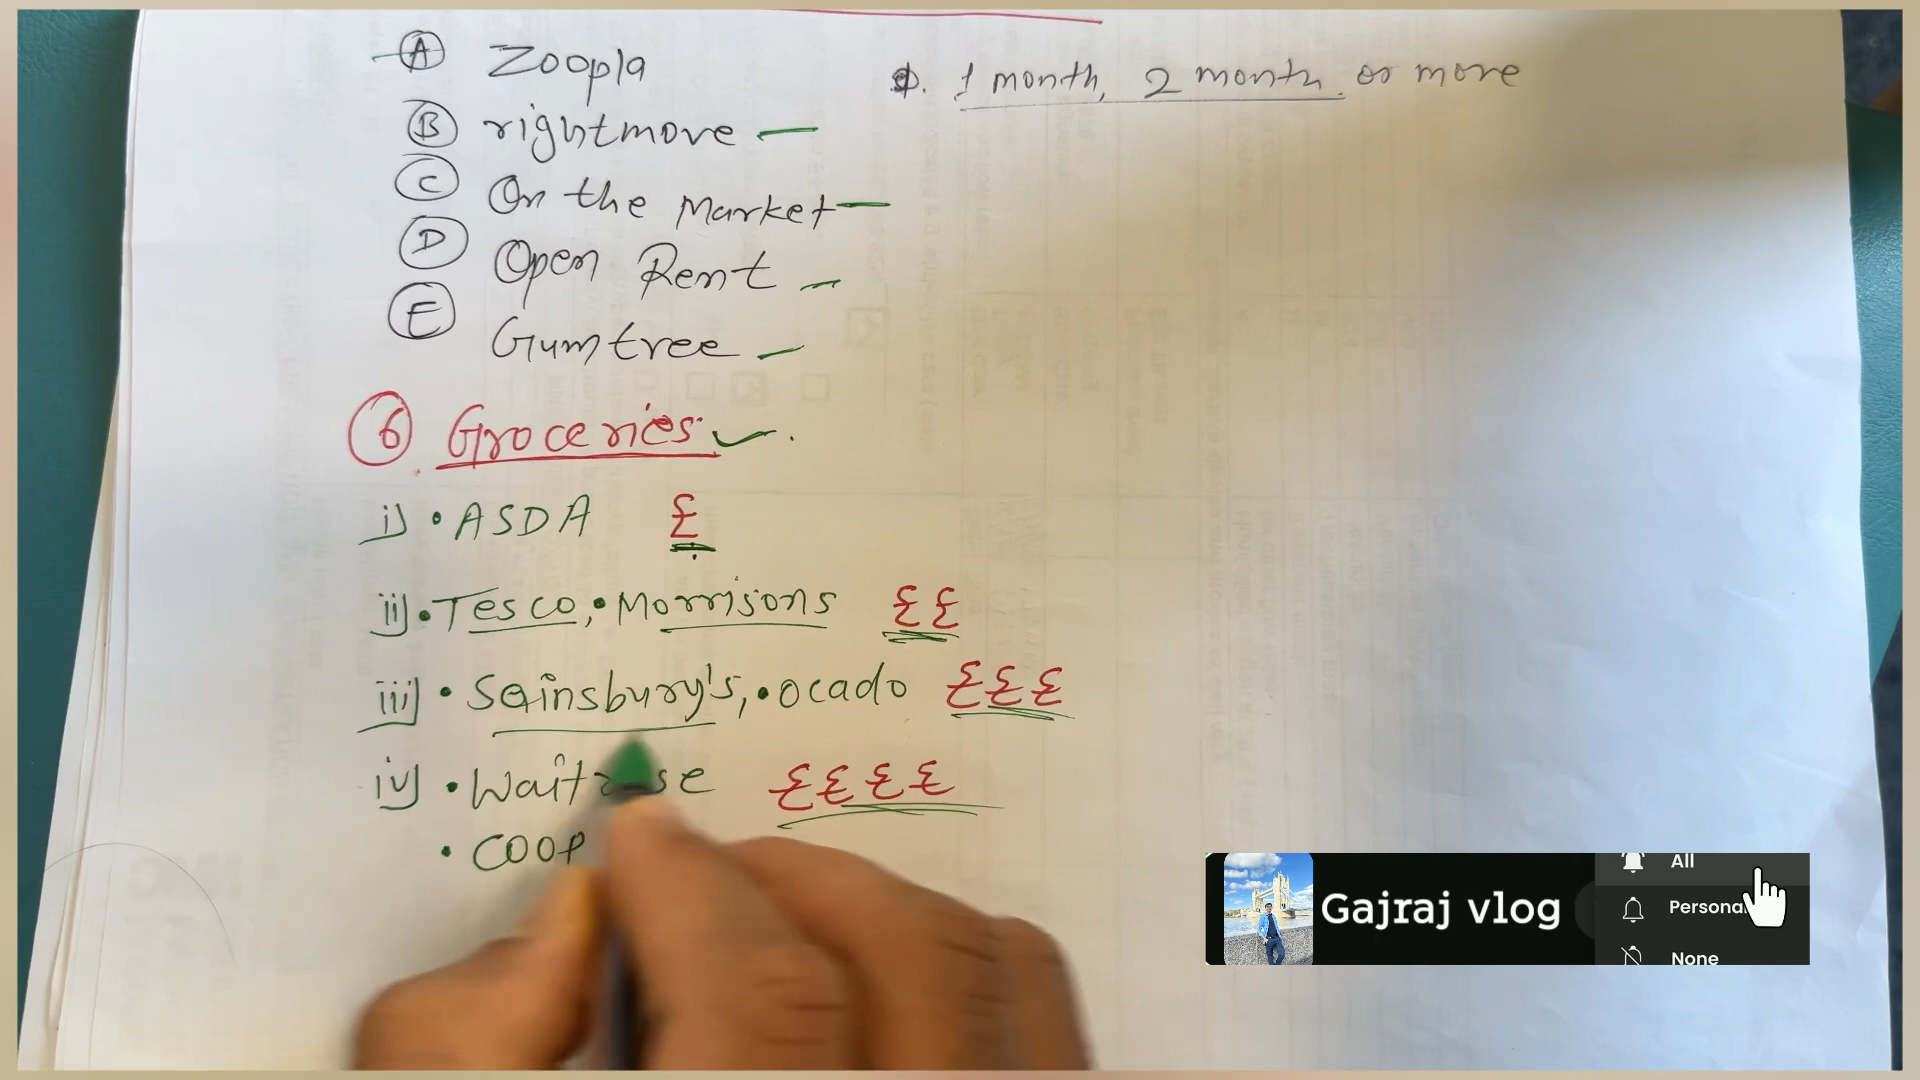 A Zoopla
1 month, 2 month or more
B rightmove
C On the Market
D Open Rent
E Gumtree
6 Groceries
i) • ASDA £
ii) • Tesco, • Morrisons ££
iii) • Sainsbury's, • ocado £££
iv) • Waitrose ££££
• COOP
Gajraj vlog
All
Personal
None